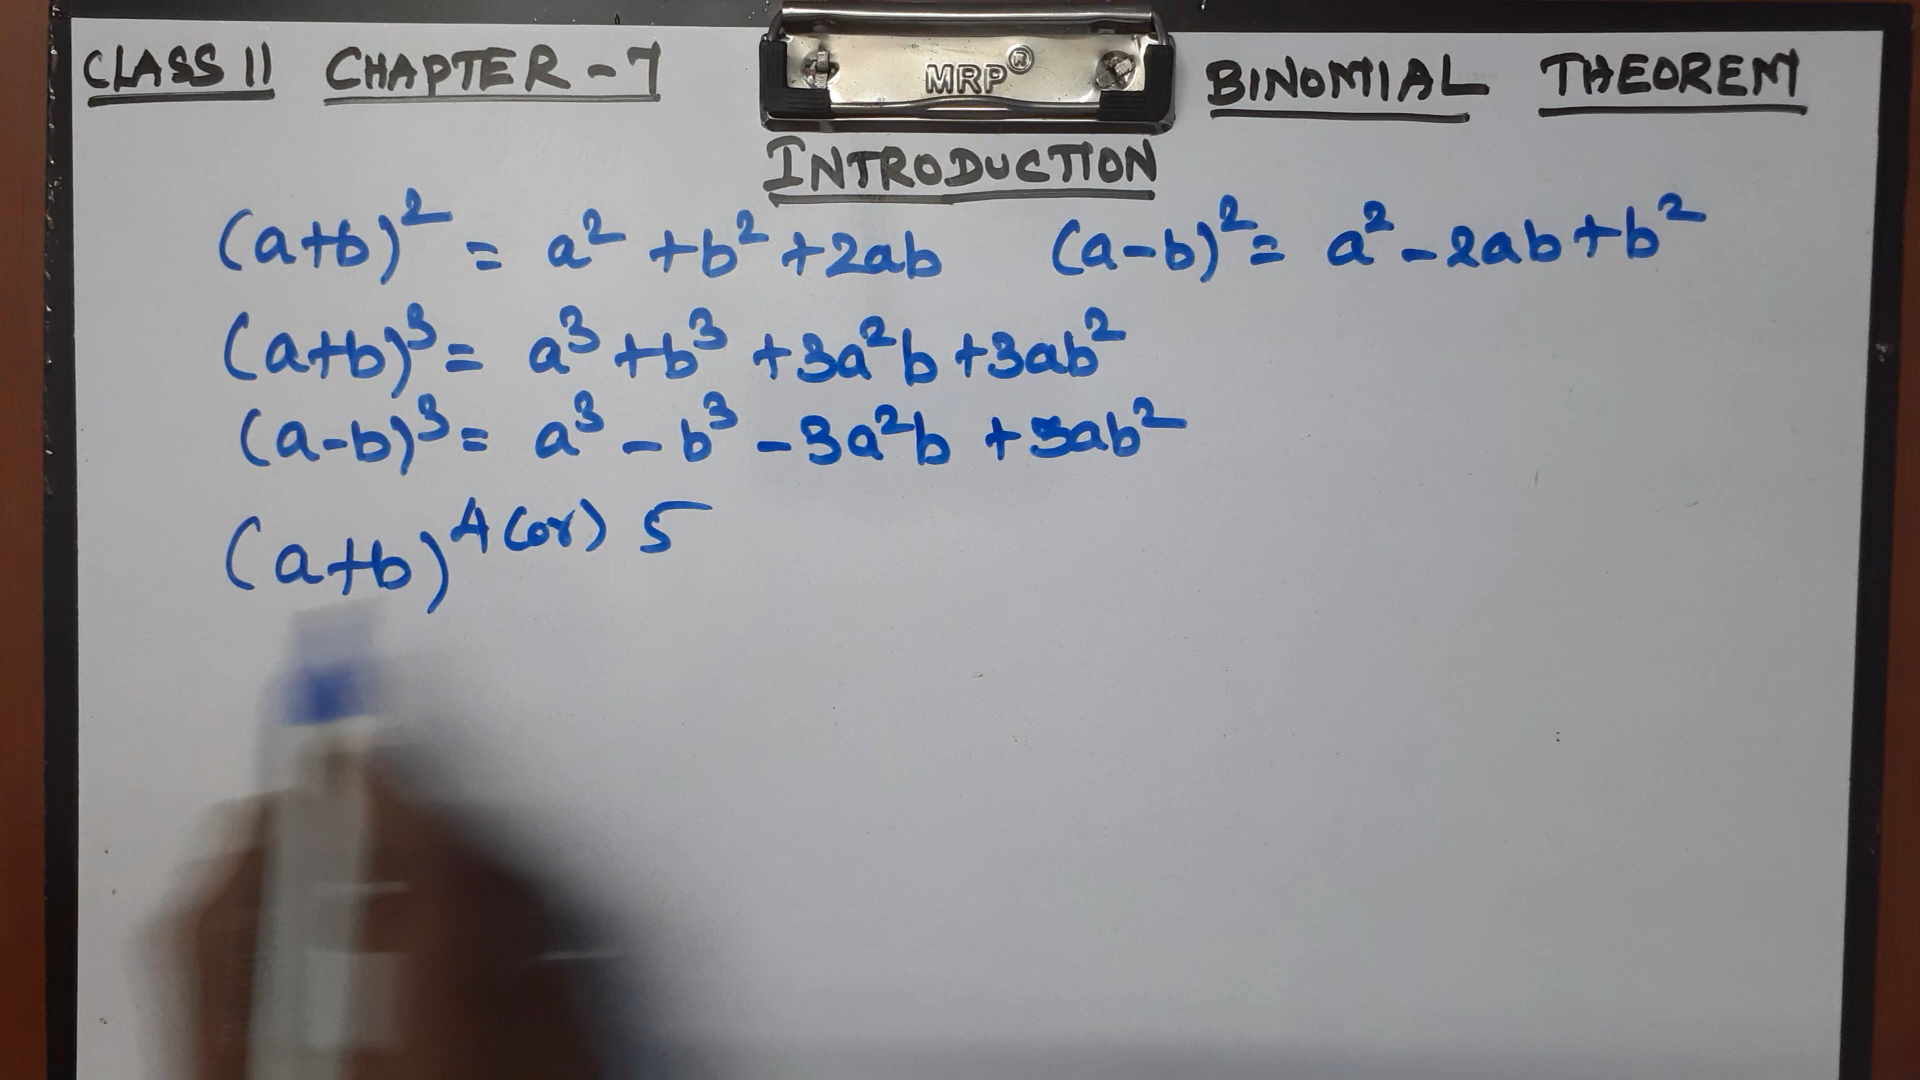 CLASS 11 CHAPTER - 7 MRP® BINOMIAL THEOREM
INTRODUCTION
(a+b)² = a² + b² + 2ab (a-b)² = a² - 2ab + b²
(a+b)³ = a³ + b³ + 3a²b + 3ab²
(a-b)³ = a³ - b³ - 3a²b + 3ab²
(a+b)⁴ ⁽ᵒʳ⁾ ⁵